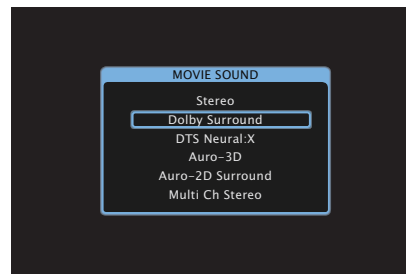 MOVIE SOUND
Stereo
Dolby Surround
DTS Neural:X
Auro-3D
Auro-2D Surround
Multi Ch Stereo